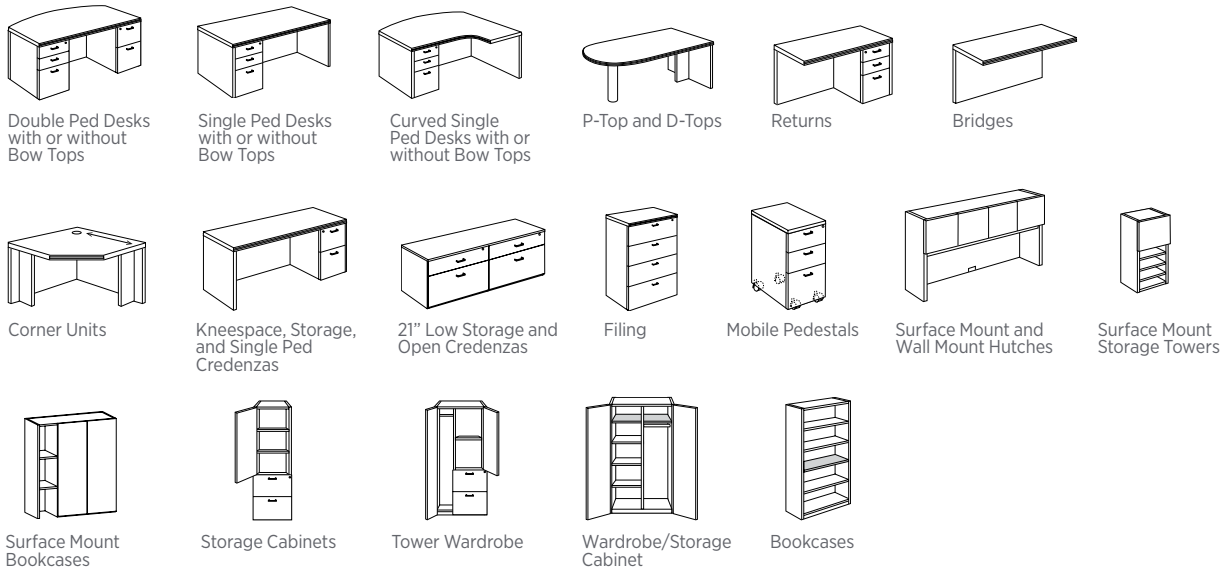 Double Ped Desks
with or without
Bow Tops
Single Ped Desks
with or without
Bow Tops
Curved Single
Ped Desks with or
without Bow Tops
P-Top and D-Tops
Returns
Bridges
Corner Units
Kneespace, Storage,
and Single Ped
Credenzas
21” Low Storage and
Open Credenzas
Filing
Mobile Pedestals
Surface Mount and
Wall Mount Hutches
Surface Mount
Storage Towers
Surface Mount
Bookcases
Storage Cabinets
Tower Wardrobe
Wardrobe/Storage
Cabinet
Bookcases